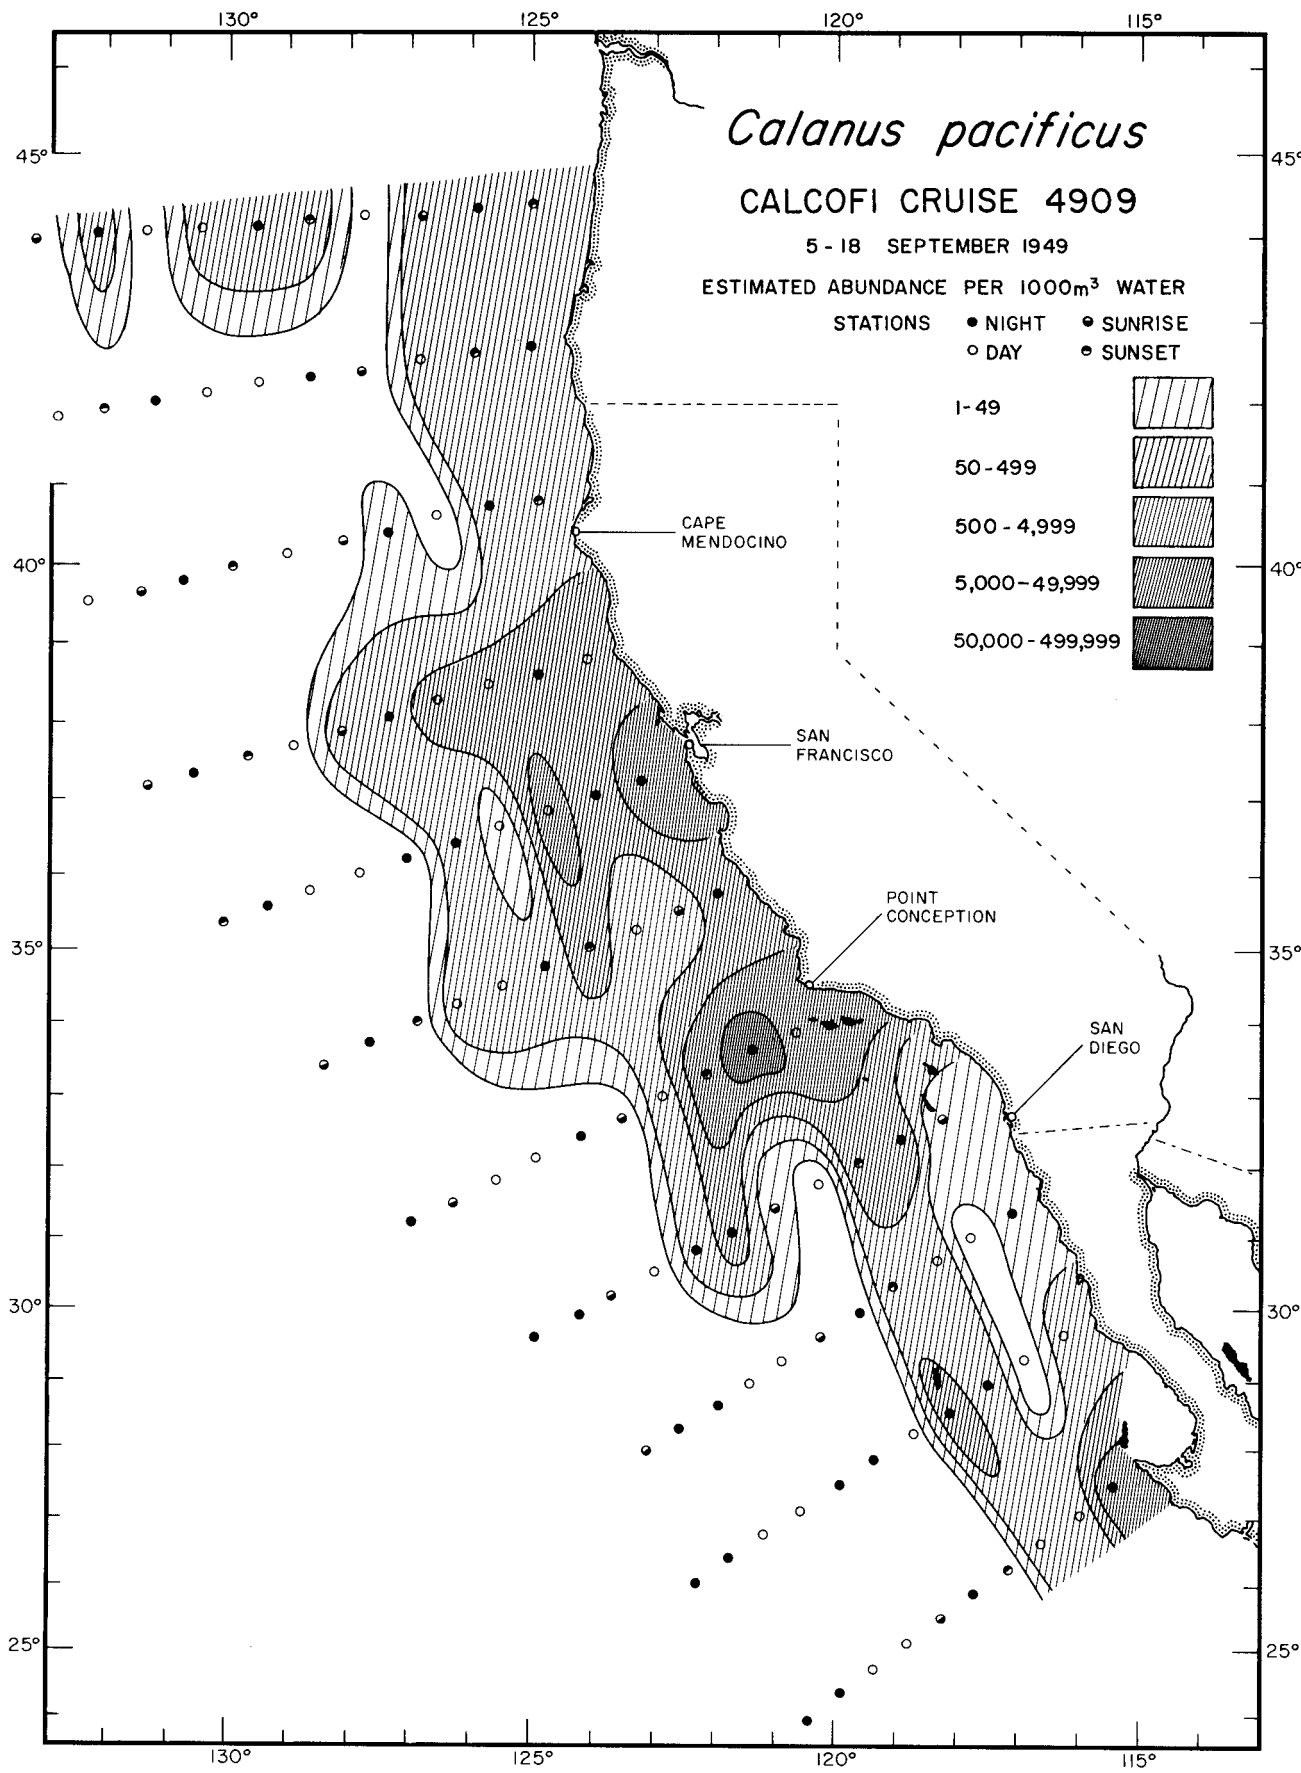 130° 125° 120° 115°
Calanus pacificus
45° 45°
CALCOFI CRUISE 4909
5-18 SEPTEMBER 1949
ESTIMATED ABUNDANCE PER 1000m³ WATER
STATIONS ● NIGHT ◒ SUNRISE
○ DAY ◓ SUNSET
1-49
50-499
500-4,999
5,000-49,999
50,000-499,999
CAPE
MENDOCINO
40° 40°
SAN
FRANCISCO
POINT
CONCEPTION
35° 35°
SAN
DIEGO
30° 30°
25° 25°
130° 125° 120° 115°